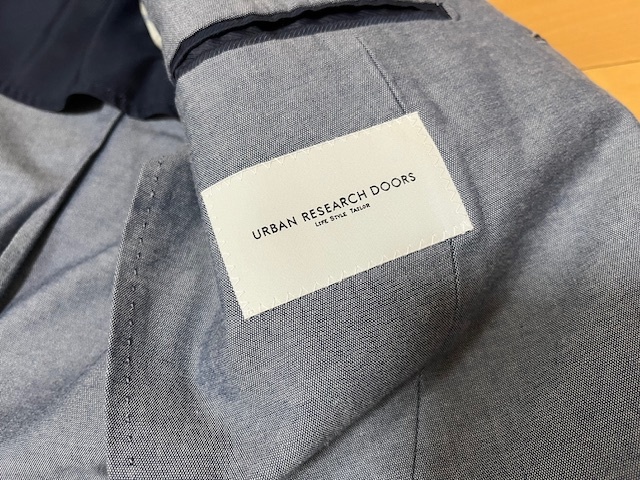 URBAN RESEARCH DOORS
LIFE STYLE TAILOR